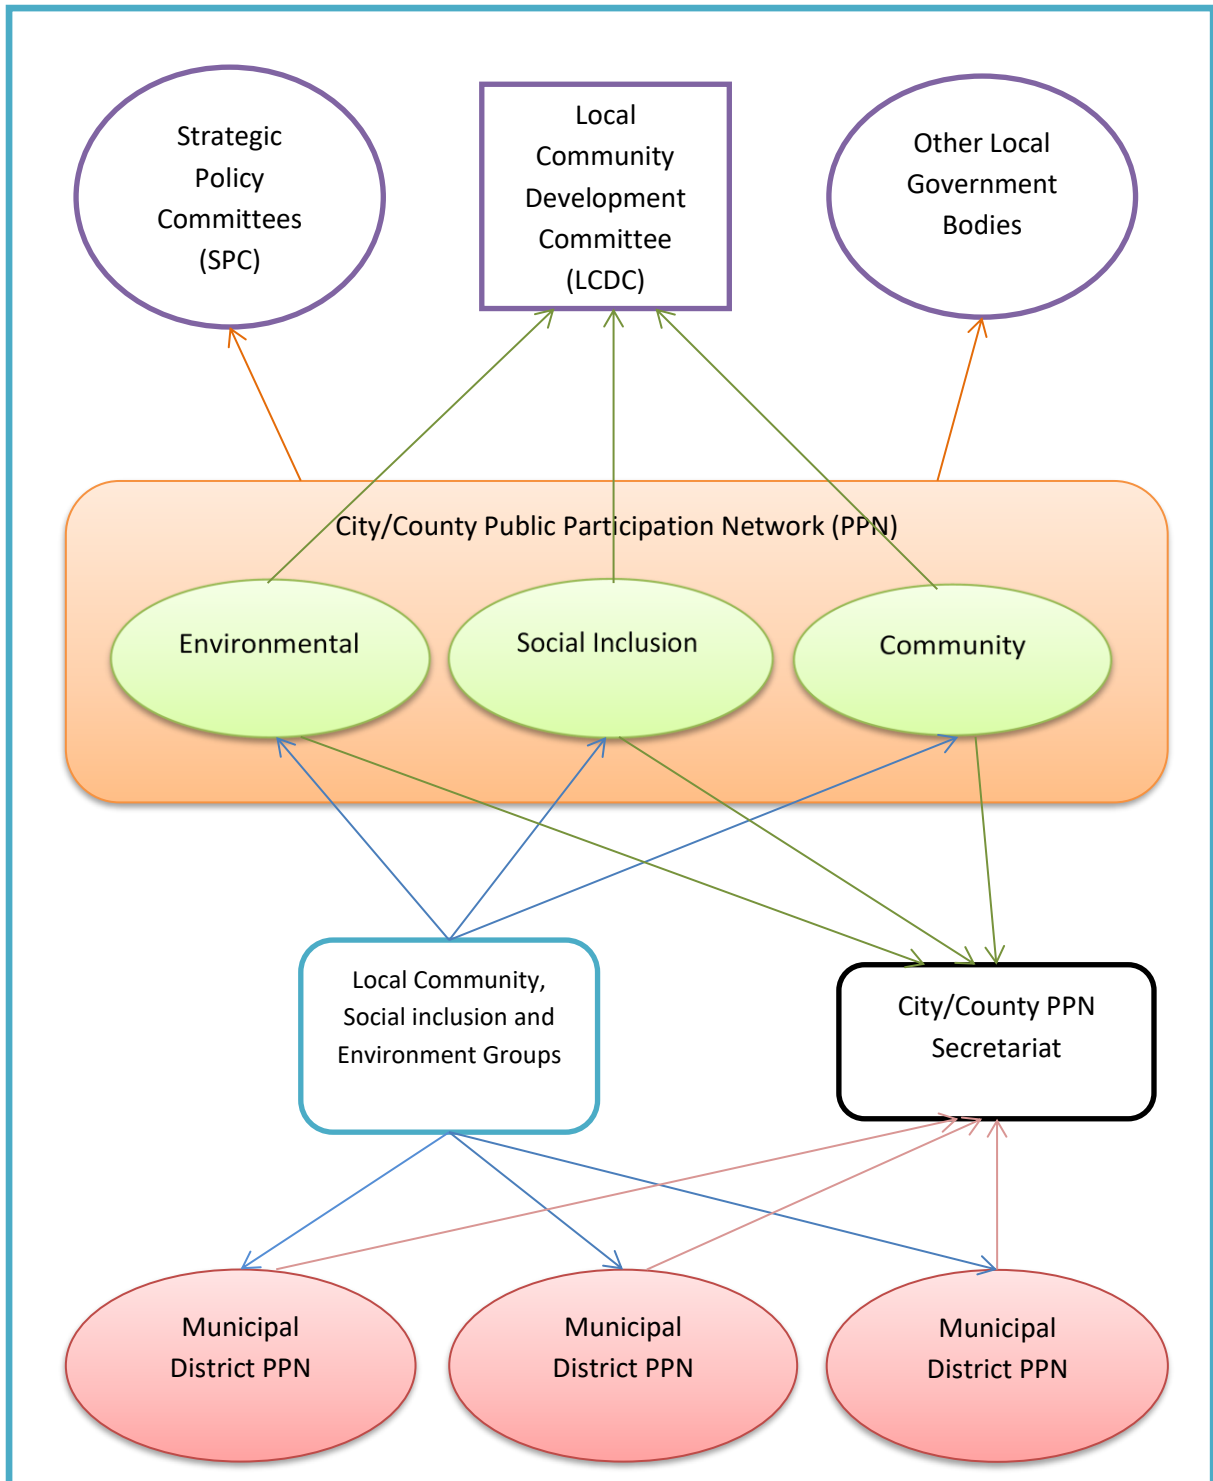 Strategic
Policy
Committees
(SPC)
Local
Community
Development
Committee
(LCDC)
Other Local
Government
Bodies
City/County Public Participation Network (PPN)
Environmental
Social Inclusion
Community
Local Community,
Social inclusion and
Environment Groups
City/County PPN
Secretariat
Municipal
District PPN
Municipal
District PPN
Municipal
District PPN